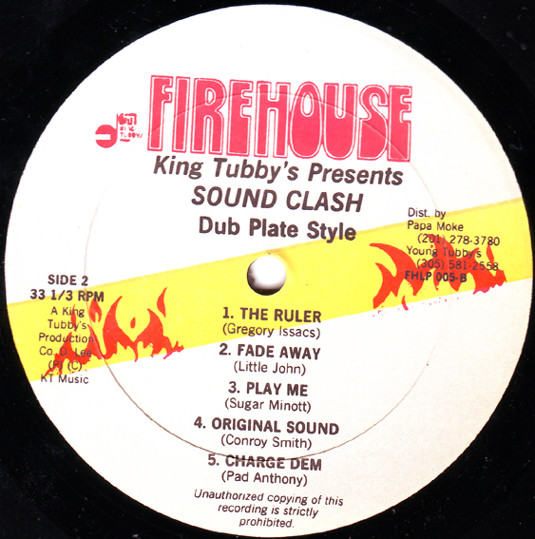 FIREHOUSE
King Tubby's Presents
SOUND CLASH
Dub Plate Style
Dist. by
Papa Moke
(201) 278-3780
Young Tubby's
(305) 581-2558
FHLP 005-B
SIDE 2
33 1/3 RPM
A King
Tubby's
Production
Co. D. Lee
(P) (C)
KT Music
1. THE RULER
(Gregory Issacs)
2. FADE AWAY
(Little John)
3. PLAY ME
(Sugar Minott)
4. ORIGINAL SOUND
(Conroy Smith)
5. CHARGE DEM
(Pad Anthony)
Unauthorized copying of this
recording is strictly
prohibited.